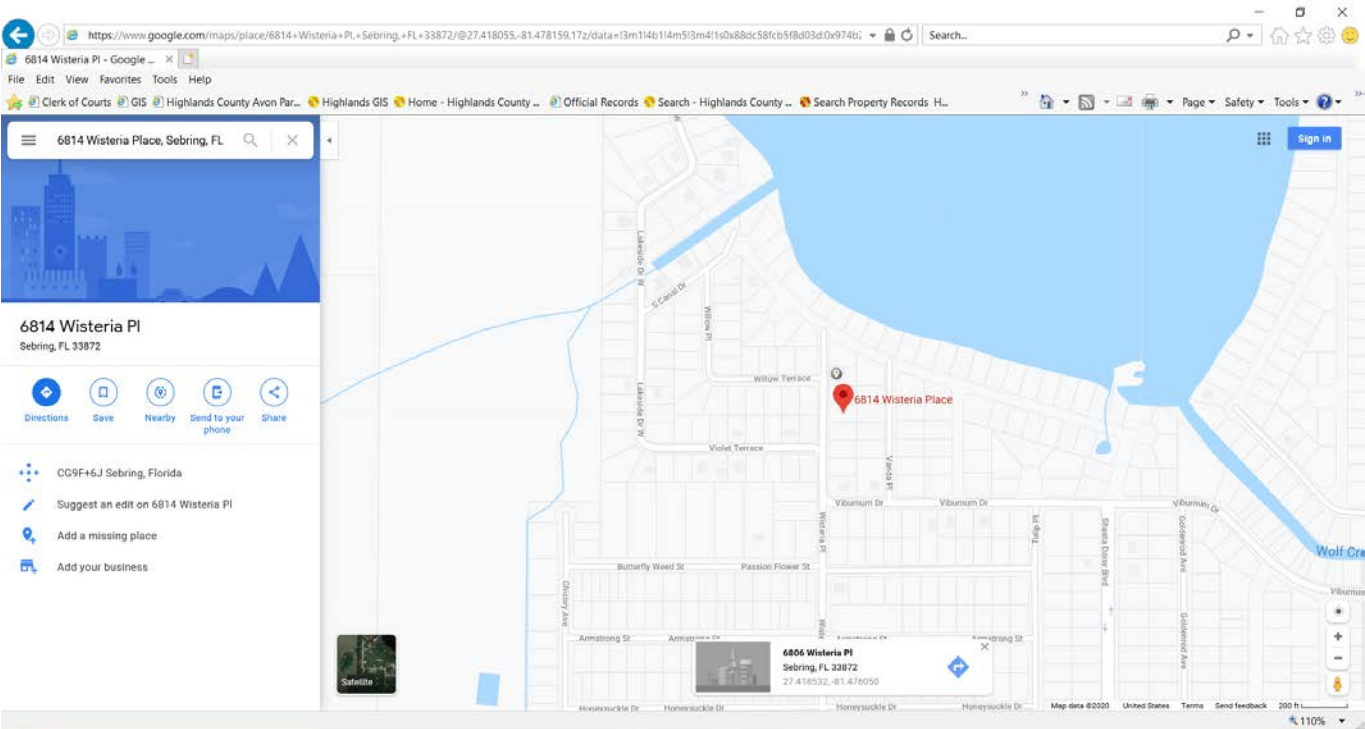 https://www.google.com/maps/place/6814+Wisteria+Pl,+Sebring,+FL+33872/@27.418055,-81.478159,17z/data=!3m1!4b1!4m5!3m4!1s0x88dc58fcb5f8d03d:0x974b
Search...
6814 Wisteria Pl - Google ...
File Edit View Favorites Tools Help
Clerk of Courts GIS Highlands County Avon Par... Highlands GIS Home - Highlands County ... Official Records Search - Highlands County ... Search Property Records H... Page Safety Tools
6814 Wisteria Place, Sebring, FL
Sign in
6814 Wisteria Pl
Sebring, FL 33872
Directions
Save
Nearby
Send to your
phone
Share
CG9F+6J Sebring, Florida
Suggest an edit on 6814 Wisteria Pl
Add a missing place
Add your business
Satellite
W
Lakeside Dr W
S Canal Dr
Willow Pl
Willow Terrace
6814 Wisteria Place
Lakeside Dr W
Violet Terrace
Vanda Pl
Viburnum Dr
Viburnum Dr
Viburnum Dr
Wisteria Pl
Tulip Pl
Shasta Daisy Blvd
Goldenrod Ave
Wolf Cre
Butterfly Weed St
Passion Flower St
Chicory Ave
Viburnum
Goldenrod Ave
Armstrong St
Armstrong St
Armstrong St
Armstrong St
6806 Wisteria Pl
Sebring, FL 33872
27.418532, -81.476050
Honeysuckle Dr
Honeysuckle Dr
Honeysuckle Dr
Honeysuckle Dr
Map data ©2020 United States Terms Send feedback 200 ft
110%